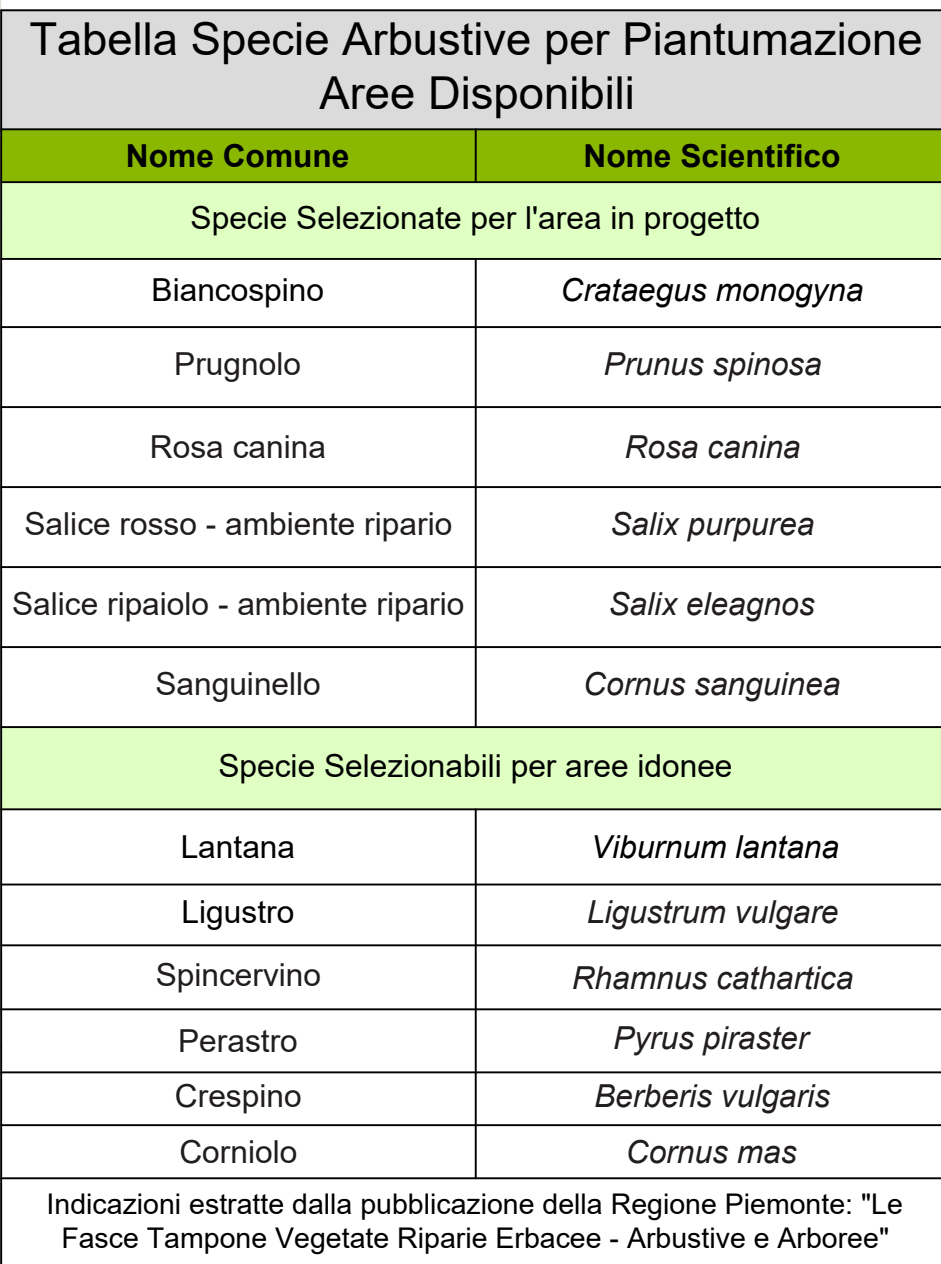 Tabella Specie Arbustive per Piantumazione
Aree Disponibili
Nome Comune Nome Scientifico
Specie Selezionate per l'area in progetto
Biancospino Crataegus monogyna
Prugnolo Prunus spinosa
Rosa canina Rosa canina
Salice rosso - ambiente ripario Salix purpurea
Salice ripaiolo - ambiente ripario Salix eleagnos
Sanguinello Cornus sanguinea
Specie Selezionabili per aree idonee
Lantana Viburnum lantana
Ligustro Ligustrum vulgare
Spincervino Rhamnus cathartica
Perastro Pyrus piraster
Crespino Berberis vulgaris
Corniolo Cornus mas
Indicazioni estratte dalla pubblicazione della Regione Piemonte: "Le
Fasce Tampone Vegetate Riparie Erbacee - Arbustive e Arboree"